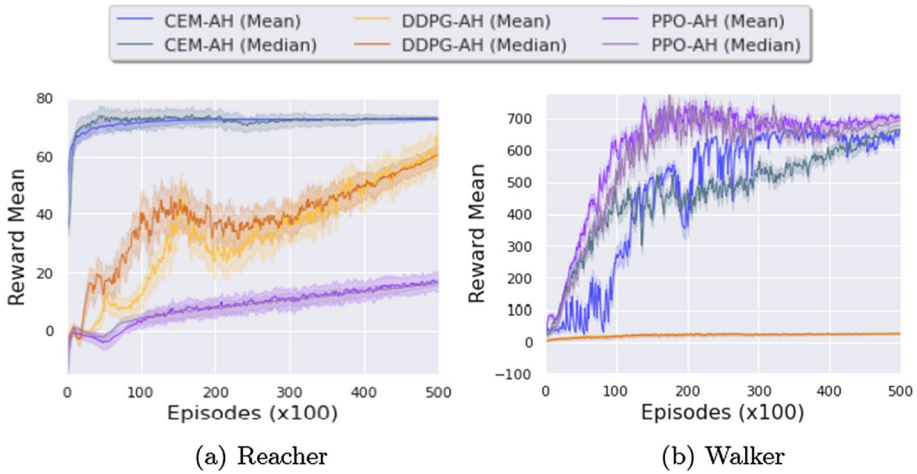 CEM-AH (Mean) DDPG-AH (Mean) PPO-AH (Mean)
CEM-AH (Median) DDPG-AH (Median) PPO-AH (Median)
Reward Mean
80
60
40
20
0
0 100 200 300 400 500
Episodes (x100)
(a) Reacher
Reward Mean
700
600
500
400
300
200
100
0
−100
0 100 200 300 400 500
Episodes (x100)
(b) Walker